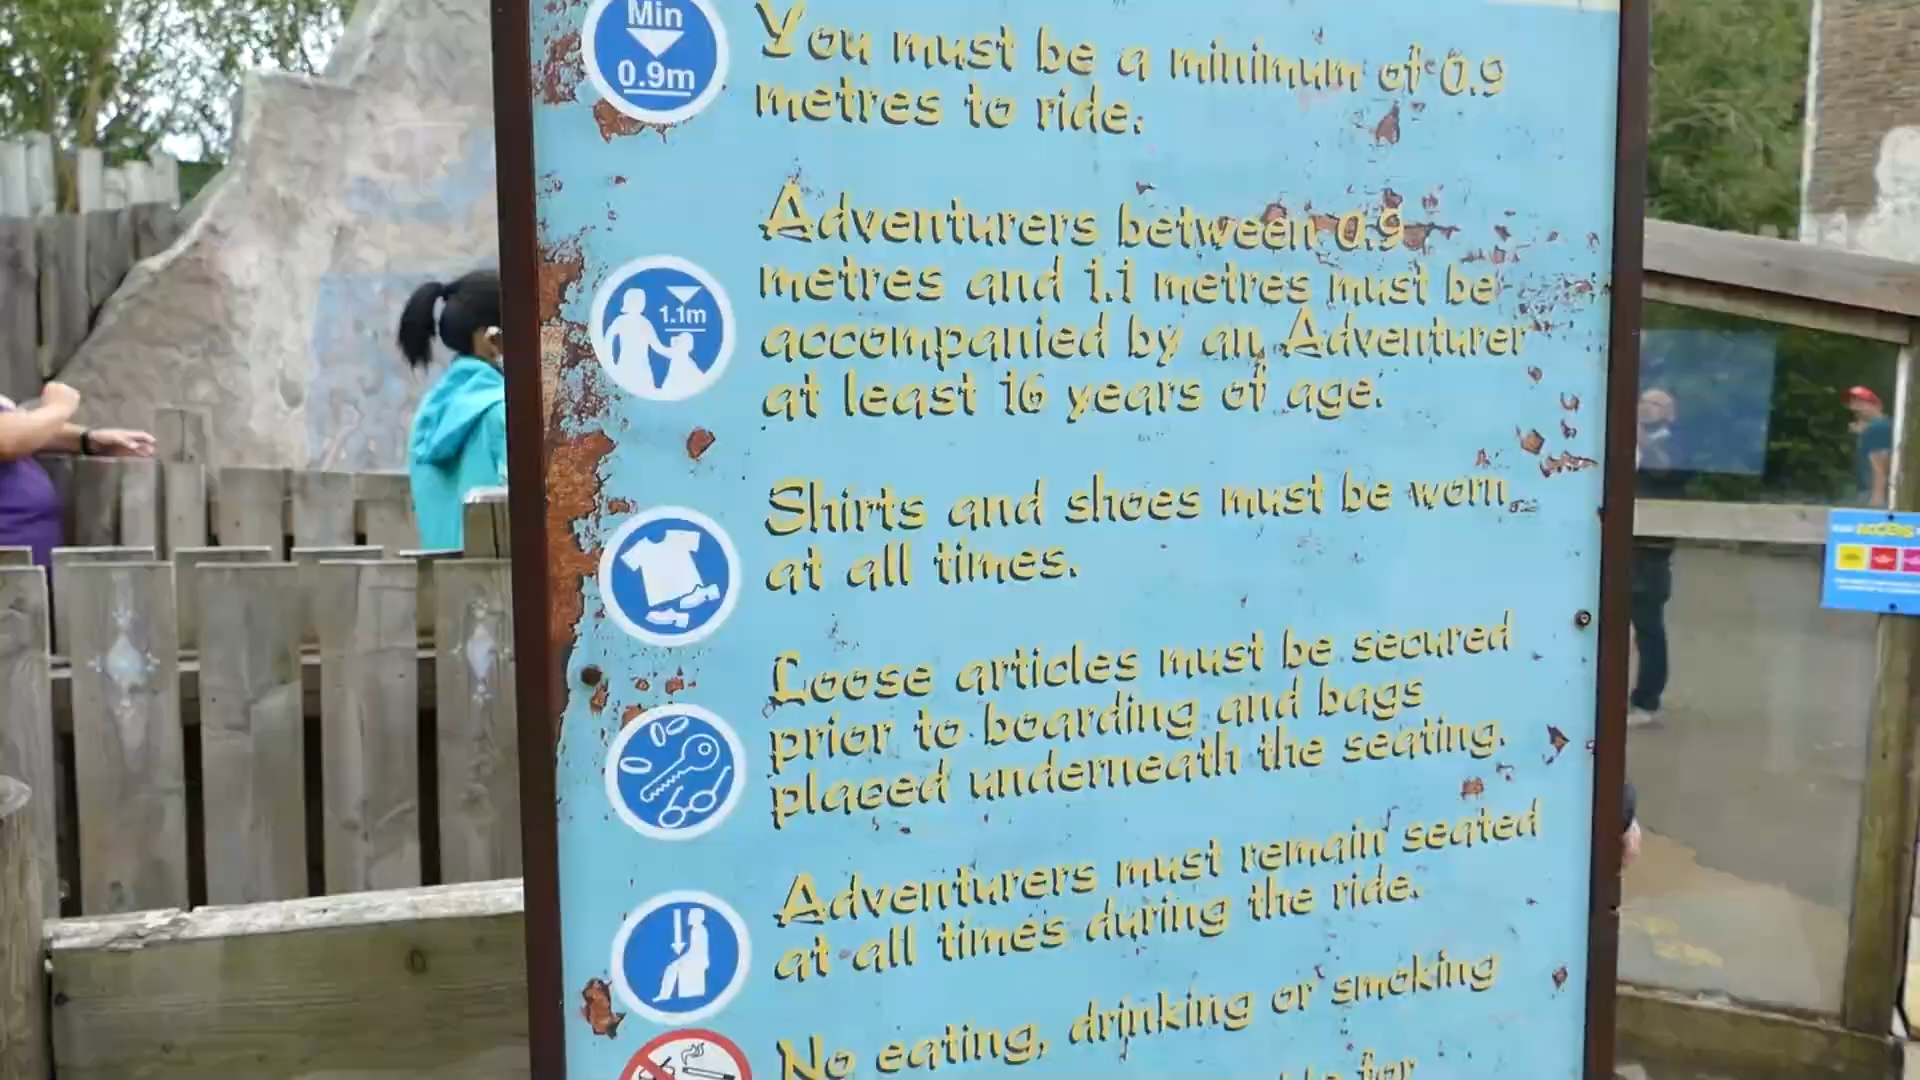 Min
0.9m
You must be a minimum of 0.9
metres to ride.
Adventurers between 0.9
metres and 1.1 metres must be
accompanied by an Adventurer
at least 16 years of age.
1.1m
Shirts and shoes must be worn
at all times.
Loose articles must be secured
prior to boarding and bags
placed underneath the seating.
Adventurers must remain seated
at all times during the ride.
No eating, drinking or smoking
for